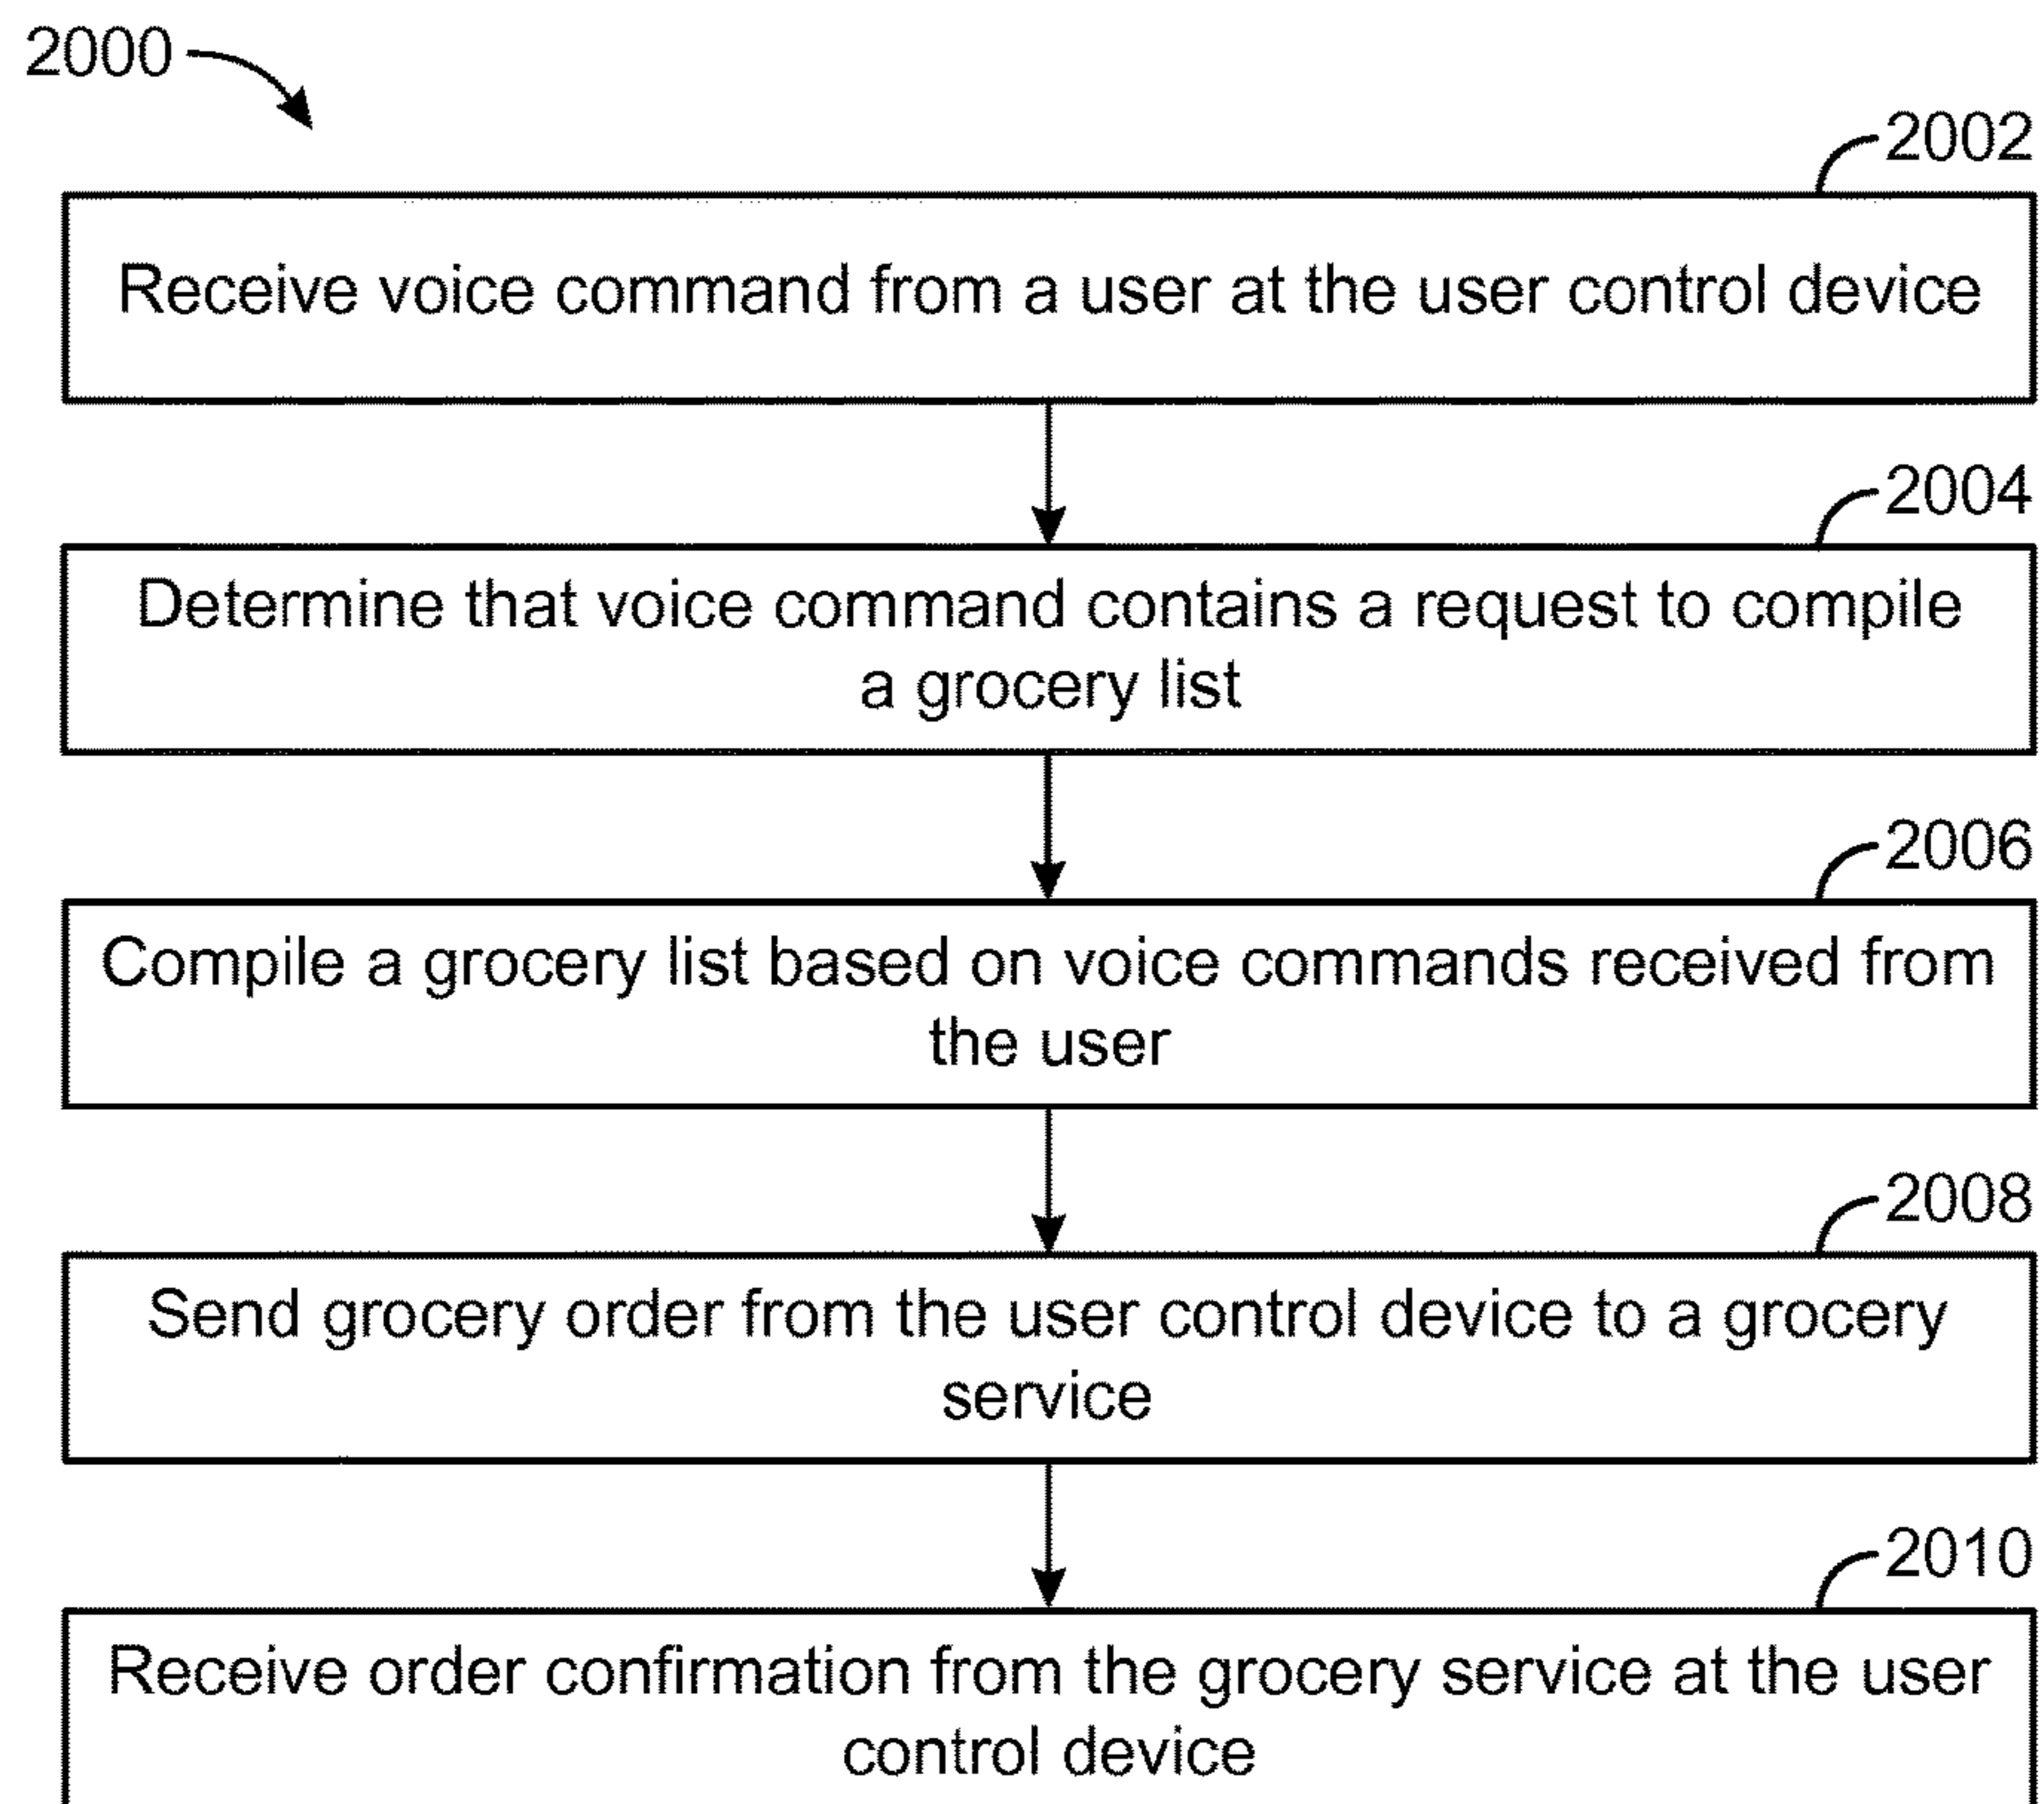 2000
2002
Receive voice command from a user at the user control device
2004
Determine that voice command contains a request to compile
a grocery list
2006
Compile a grocery list based on voice commands received from
the user
2008
Send grocery order from the user control device to a grocery
service
2010
Receive order confirmation from the grocery service at the user
control device